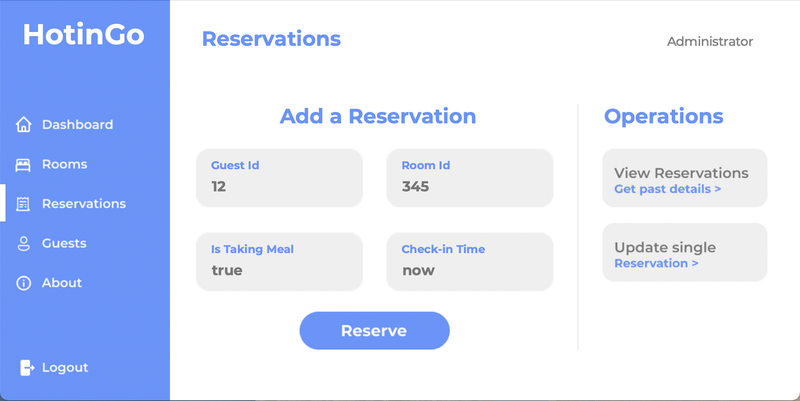 HotinGo
Dashboard
Rooms
Reservations
Guests
About
Logout
Reservations
Administrator
Add a Reservation
Guest Id
12
Room Id
345
Is Taking Meal
true
Check-in Time
now
Reserve
Operations
View Reservations
Get past details >
Update single
Reservation >